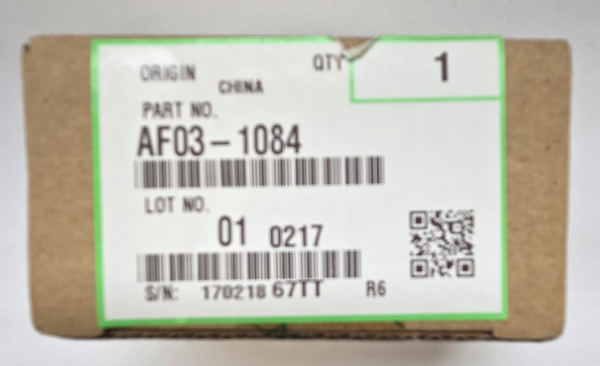 ORIGIN CHINA QTY 1
PART NO.
AF03-1084
LOT NO.
01 0217
S/N: 170218 67TT R6